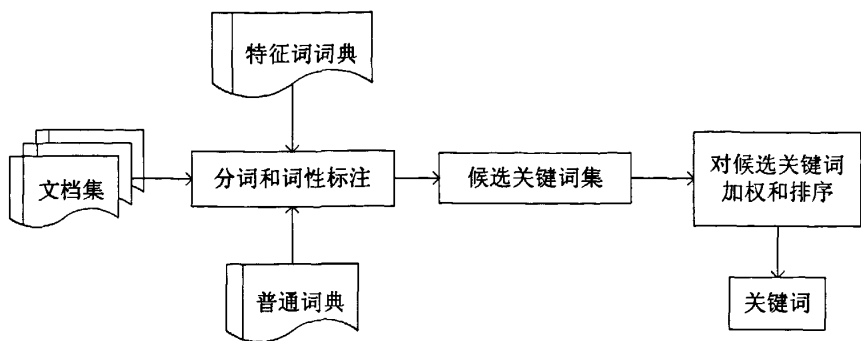 特征词词典
文档集
分词和词性标注
候选关键词集
对候选关键词
加权和排序
普通词典
关键词